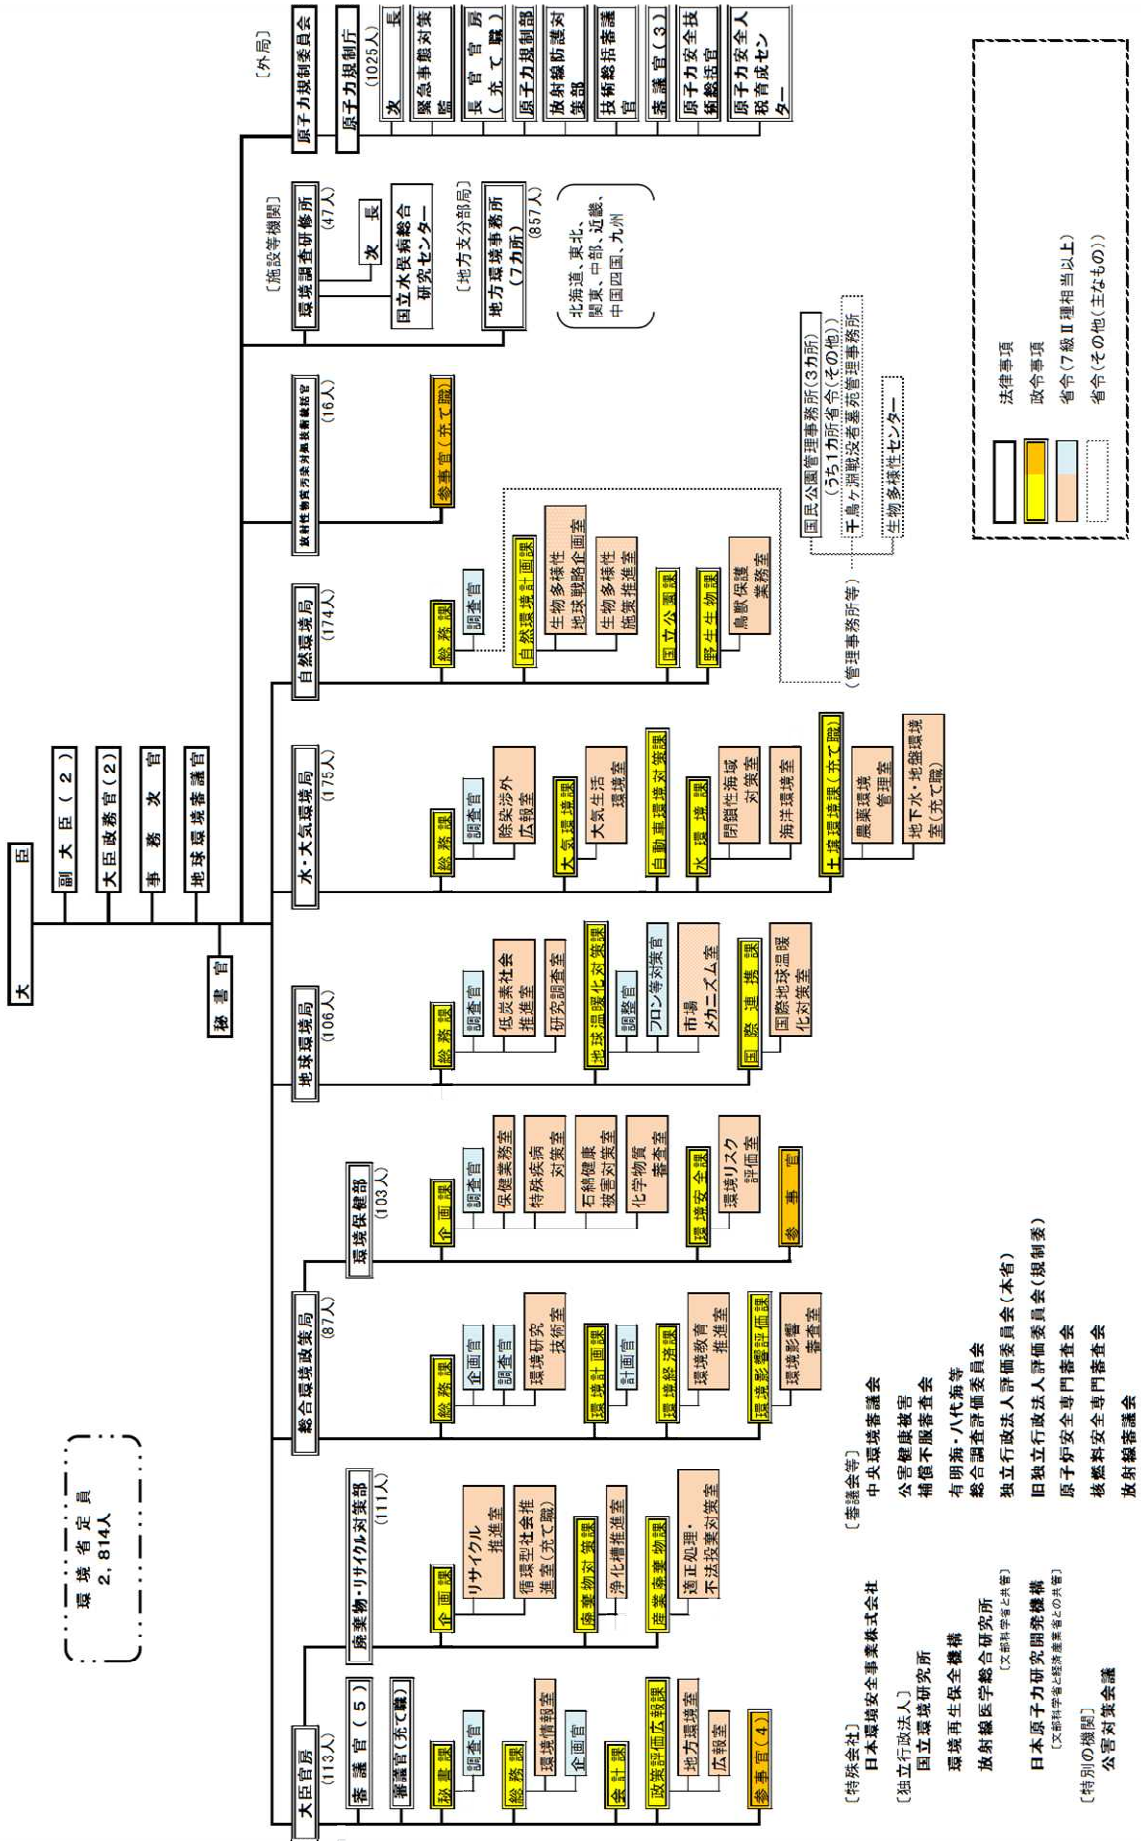 環境省定員
2,814人
大臣
副大臣(2)
大臣政務官(2)
事務次官
地球環境審議官
秘書官
大臣官房
(113人)
審議官(5)
審議官(充て職)
秘書課
調査官
総務課
環境情報室
企画官
会計課
政策評価広報課
地方環境室
広報室
参事官(4)
廃棄物・リサイクル対策部
(111人)
企画課
リサイクル
推進室
循環型社会推
進室(充て職)
廃棄物対策課
浄化槽推進室
産業廃棄物課
適正処理・
不法投棄対策室
総合環境政策局
(87人)
総務課
企画官
調査官
環境研究
技術室
環境計画課
計画官
環境経済課
環境教育
推進室
環境影響評価課
環境影響
審査室
環境保健部
(103人)
企画課
調査官
保健業務室
特殊疾病
対策室
石綿健康
被害対策室
化学物質
審査室
環境安全課
環境リスク
評価室
参事官
地球環境局
(106人)
総務課
調査官
低炭素社会
推進室
研究調査室
地球温暖化対策課
調整官
フロン等対策官
市場
メカニズム室
国際連携課
国際地球温暖
化対策室
水・大気環境局
(175人)
総務課
調査官
除染渉外
広報室
大気環境課
大気生活
環境室
自動車環境対策課
水環境課
閉鎖性海域
対策室
海洋環境室
土壌環境課(充て職)
農薬環境
管理室
地下水・地盤環境
室(充て職)
自然環境局
(174人)
総務課
調査官
自然環境計画課
生物多様性
地球戦略企画室
生物多様性
施策推進室
国立公園課
野生生物課
鳥獣保護
業務室
(管理事務所等)
国民公園管理事務所(3カ所)
(うち1カ所省令(その他))
千鳥ヶ淵戦没者墓苑管理事務所
生物多様性センター
放射性物質汚染対処技術統括官
(16人)
参事官(充て職)
[施設等機関]
環境調査研修所
(47人)
次長
国立水俣病総合
研究センター
[地方支分部局]
地方環境事務所
(7カ所)
(857人)
北海道、東北、
関東、中部、近畿、
中国四国、九州
[外局]
原子力規制委員会
原子力規制庁
(1025人)
次長
緊急事態対策
監
長官官房
(充て職)
原子力規制部
放射線防護対
策部
技術総括審議
官
審議官(3)
原子力安全技
術総括官
原子力安全人
税育成セン
ター
法律事項
政令事項
省令(7級Ⅱ種相当以上)
省令(その他(主なもの))
[特殊会社]
日本環境安全事業株式会社
[独立行政法人]
国立環境研究所
環境再生保全機構
放射線医学総合研究所
[文部科学省と共管]
日本原子力研究開発機構
[文部科学省と経済産業省との共管]
[特別の機関]
公害対策会議
[審議会等]
中央環境審議会
公害健康被害
補償不服審査会
有明海・八代海等
総合調査評価委員会
独立行政法人評価委員会(本省)
旧独立行政法人評価委員会(規制委)
原子炉安全専門審査会
核燃料安全専門審査会
放射線審議会